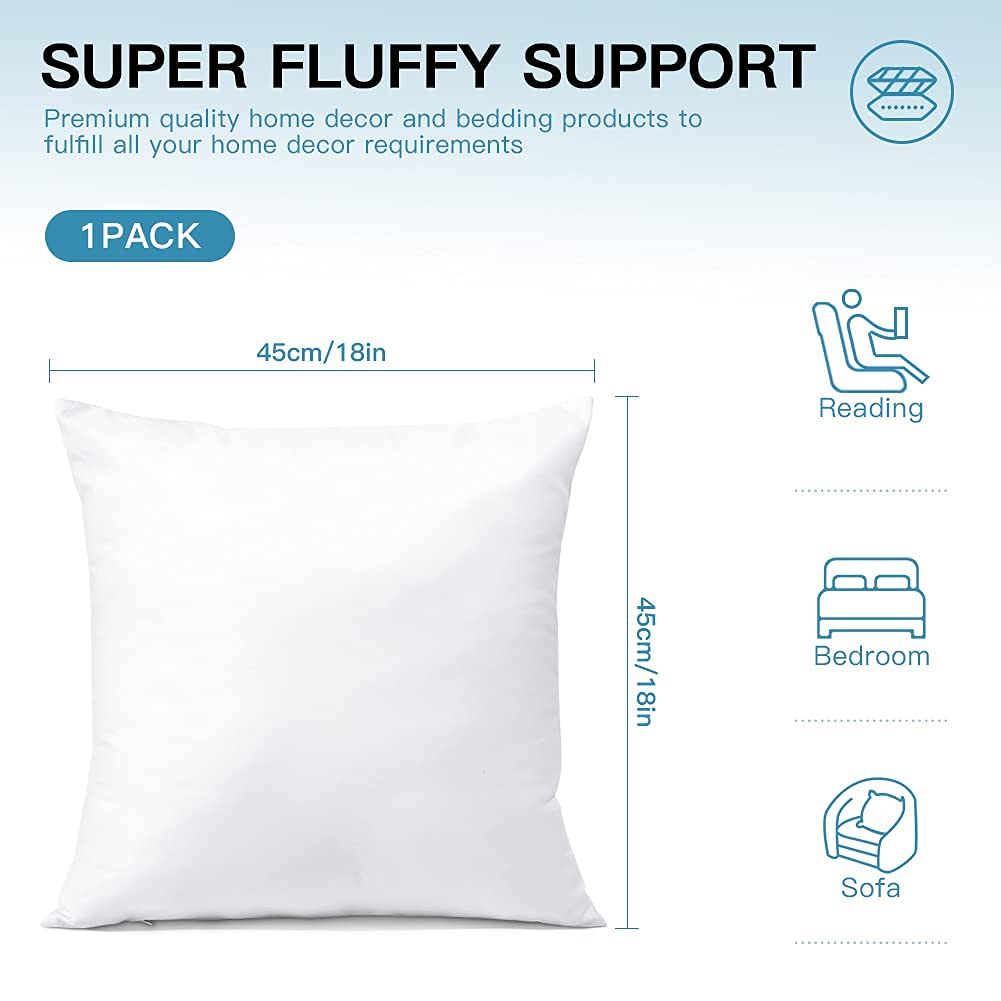 SUPER FLUFFY SUPPORT
Premium quality home decor and bedding products to
fulfill all your home decor requirements
1PACK
45cm/18in
45cm/18in
Reading
Bedroom
Sofa